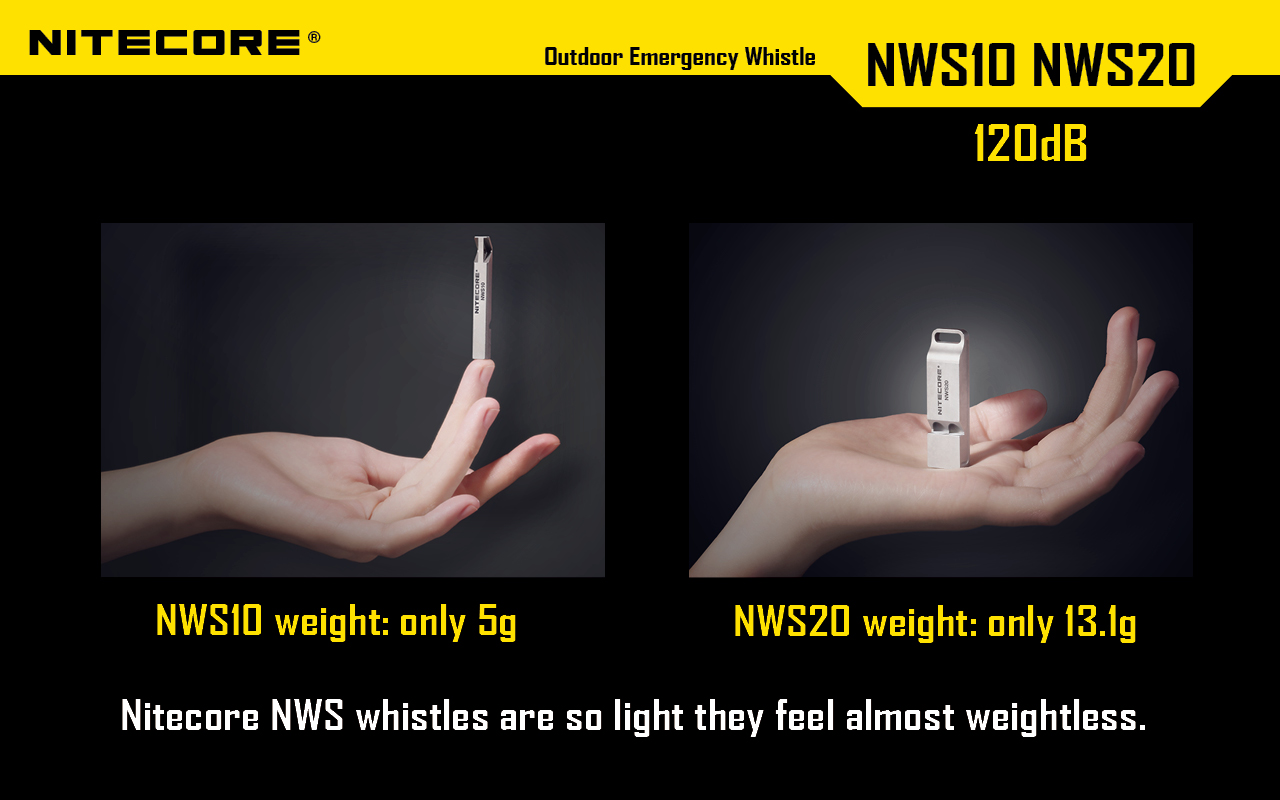 NITECORE®
Outdoor Emergency Whistle
NWS10 NWS20
120dB
NITECORE®
NWS10
NITECORE®
NWS20
NWS10 weight: only 5g
NWS20 weight: only 13.1g
Nitecore NWS whistles are so light they feel almost weightless.